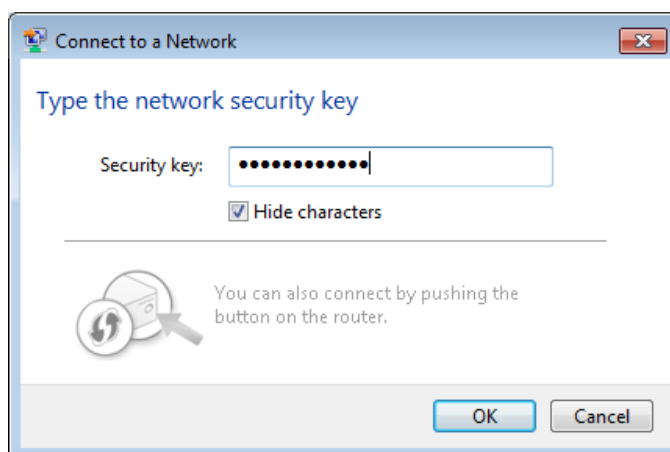 Connect to a Network
Type the network security key
Security key: ●●●●●●●●●●●●
Hide characters
You can also connect by pushing the
button on the router.
OK Cancel